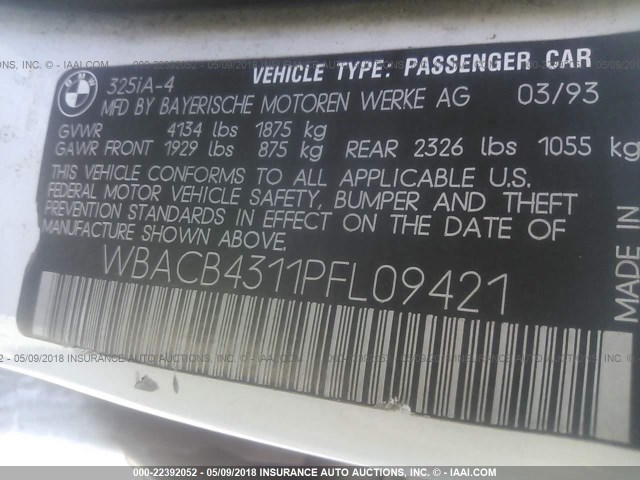 BMW
325iA-4
VEHICLE TYPE: PASSENGER CAR
MFD BY BAYERISCHE MOTOREN WERKE AG 03/93
GVWR 4134 lbs 1875 kg
GAWR FRONT 1929 lbs 875 kg REAR 2326 lbs 1055 kg
THIS VEHICLE CONFORMS TO ALL APPLICABLE U.S.
FEDERAL MOTOR VEHICLE SAFETY, BUMPER AND THEFT
PREVENTION STANDARDS IN EFFECT ON THE DATE OF
MANUFACTURE SHOWN ABOVE.
WBACB4311PFL09421
MADE IN
000-22392052 - 05/09/2018 INSURANCE AUTO AUCTIONS CENTER - IAAI.COM